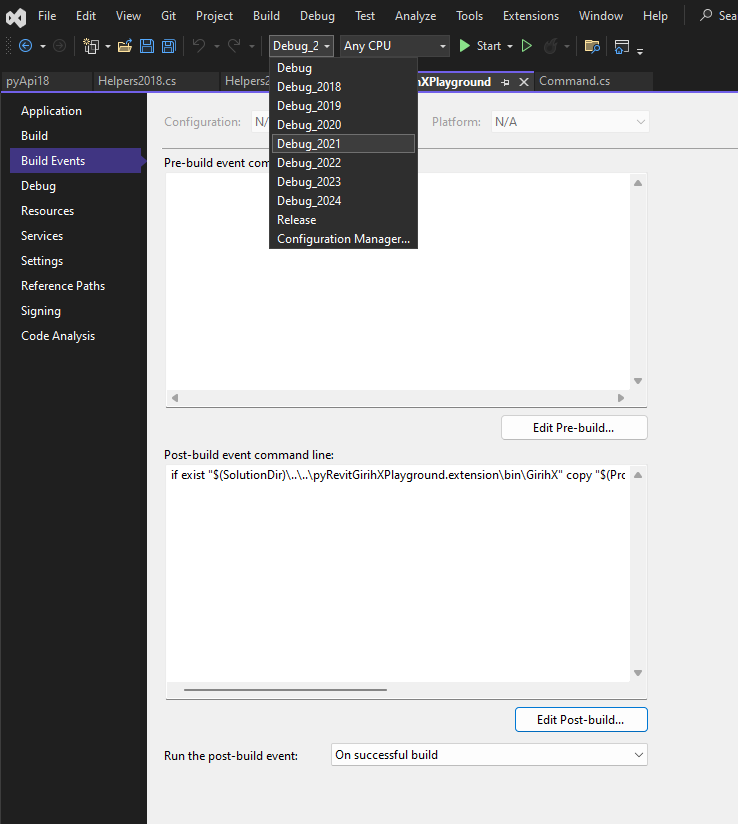 File Edit View Git Project Build Debug Test Analyze Tools Extensions Window Help Sea
Debug_2 Any CPU Start
pyApi18 Helpers2018.cs Helpers2 hXPlayground Command.cs
Application
Build
Build Events
Debug
Resources
Services
Settings
Reference Paths
Signing
Code Analysis
Debug
Debug_2018
Debug_2019
Debug_2020
Debug_2021
Debug_2022
Debug_2023
Debug_2024
Release
Configuration Manager...
Configuration: N/ Platform: N/A
Pre-build event com
Edit Pre-build...
Post-build event command line:
if exist "$(SolutionDir)\..\..\pyRevitGirihXPlayground.extension\bin\GirihX" copy "$(Pro
Edit Post-build...
Run the post-build event: On successful build